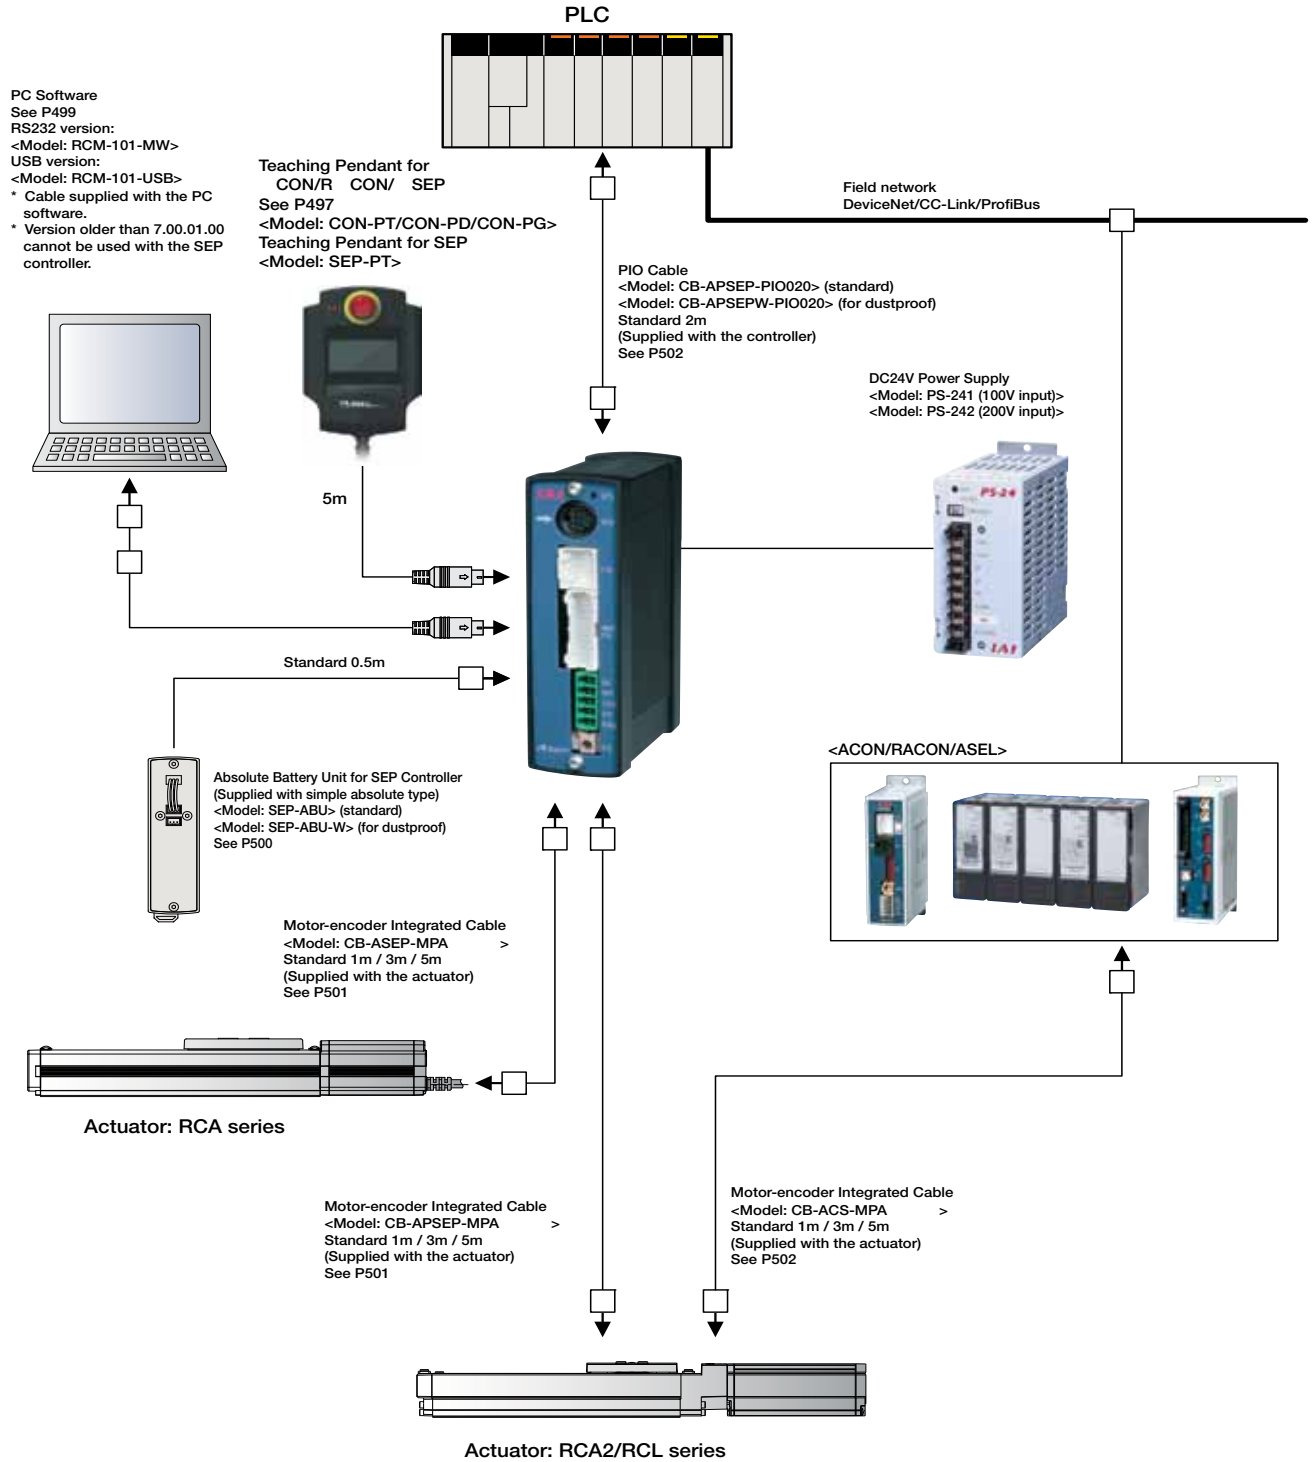 PLC
PC Software
See P499
RS232 version:
<Model: RCM-101-MW>
USB version:
<Model: RCM-101-USB>
* Cable supplied with the PC
software.
* Version older than 7.00.01.00
cannot be used with the SEP
controller.
Teaching Pendant for
CON/R CON/ SEP
See P497
<Model: CON-PT/CON-PD/CON-PG>
Teaching Pendant for SEP
<Model: SEP-PT>
Field network
DeviceNet/CC-Link/ProfiBus
PIO Cable
<Model: CB-APSEP-PIO020> (standard)
<Model: CB-APSEPW-PIO020> (for dustproof)
Standard 2m
(Supplied with the controller)
See P502
DC24V Power Supply
<Model: PS-241 (100V input)>
<Model: PS-242 (200V input)>
5m
PS-24
IAI
Standard 0.5m
Absolute Battery Unit for SEP Controller
(Supplied with simple absolute type)
<Model: SEP-ABU> (standard)
<Model: SEP-ABU-W> (for dustproof)
See P500
<ACON/RACON/ASEL>
Motor-encoder Integrated Cable
<Model: CB-ASEP-MPA >
Standard 1m / 3m / 5m
(Supplied with the actuator)
See P501
Actuator: RCA series
Motor-encoder Integrated Cable
<Model: CB-APSEP-MPA >
Standard 1m / 3m / 5m
(Supplied with the actuator)
See P501
Motor-encoder Integrated Cable
<Model: CB-ACS-MPA >
Standard 1m / 3m / 5m
(Supplied with the actuator)
See P502
Actuator: RCA2/RCL series